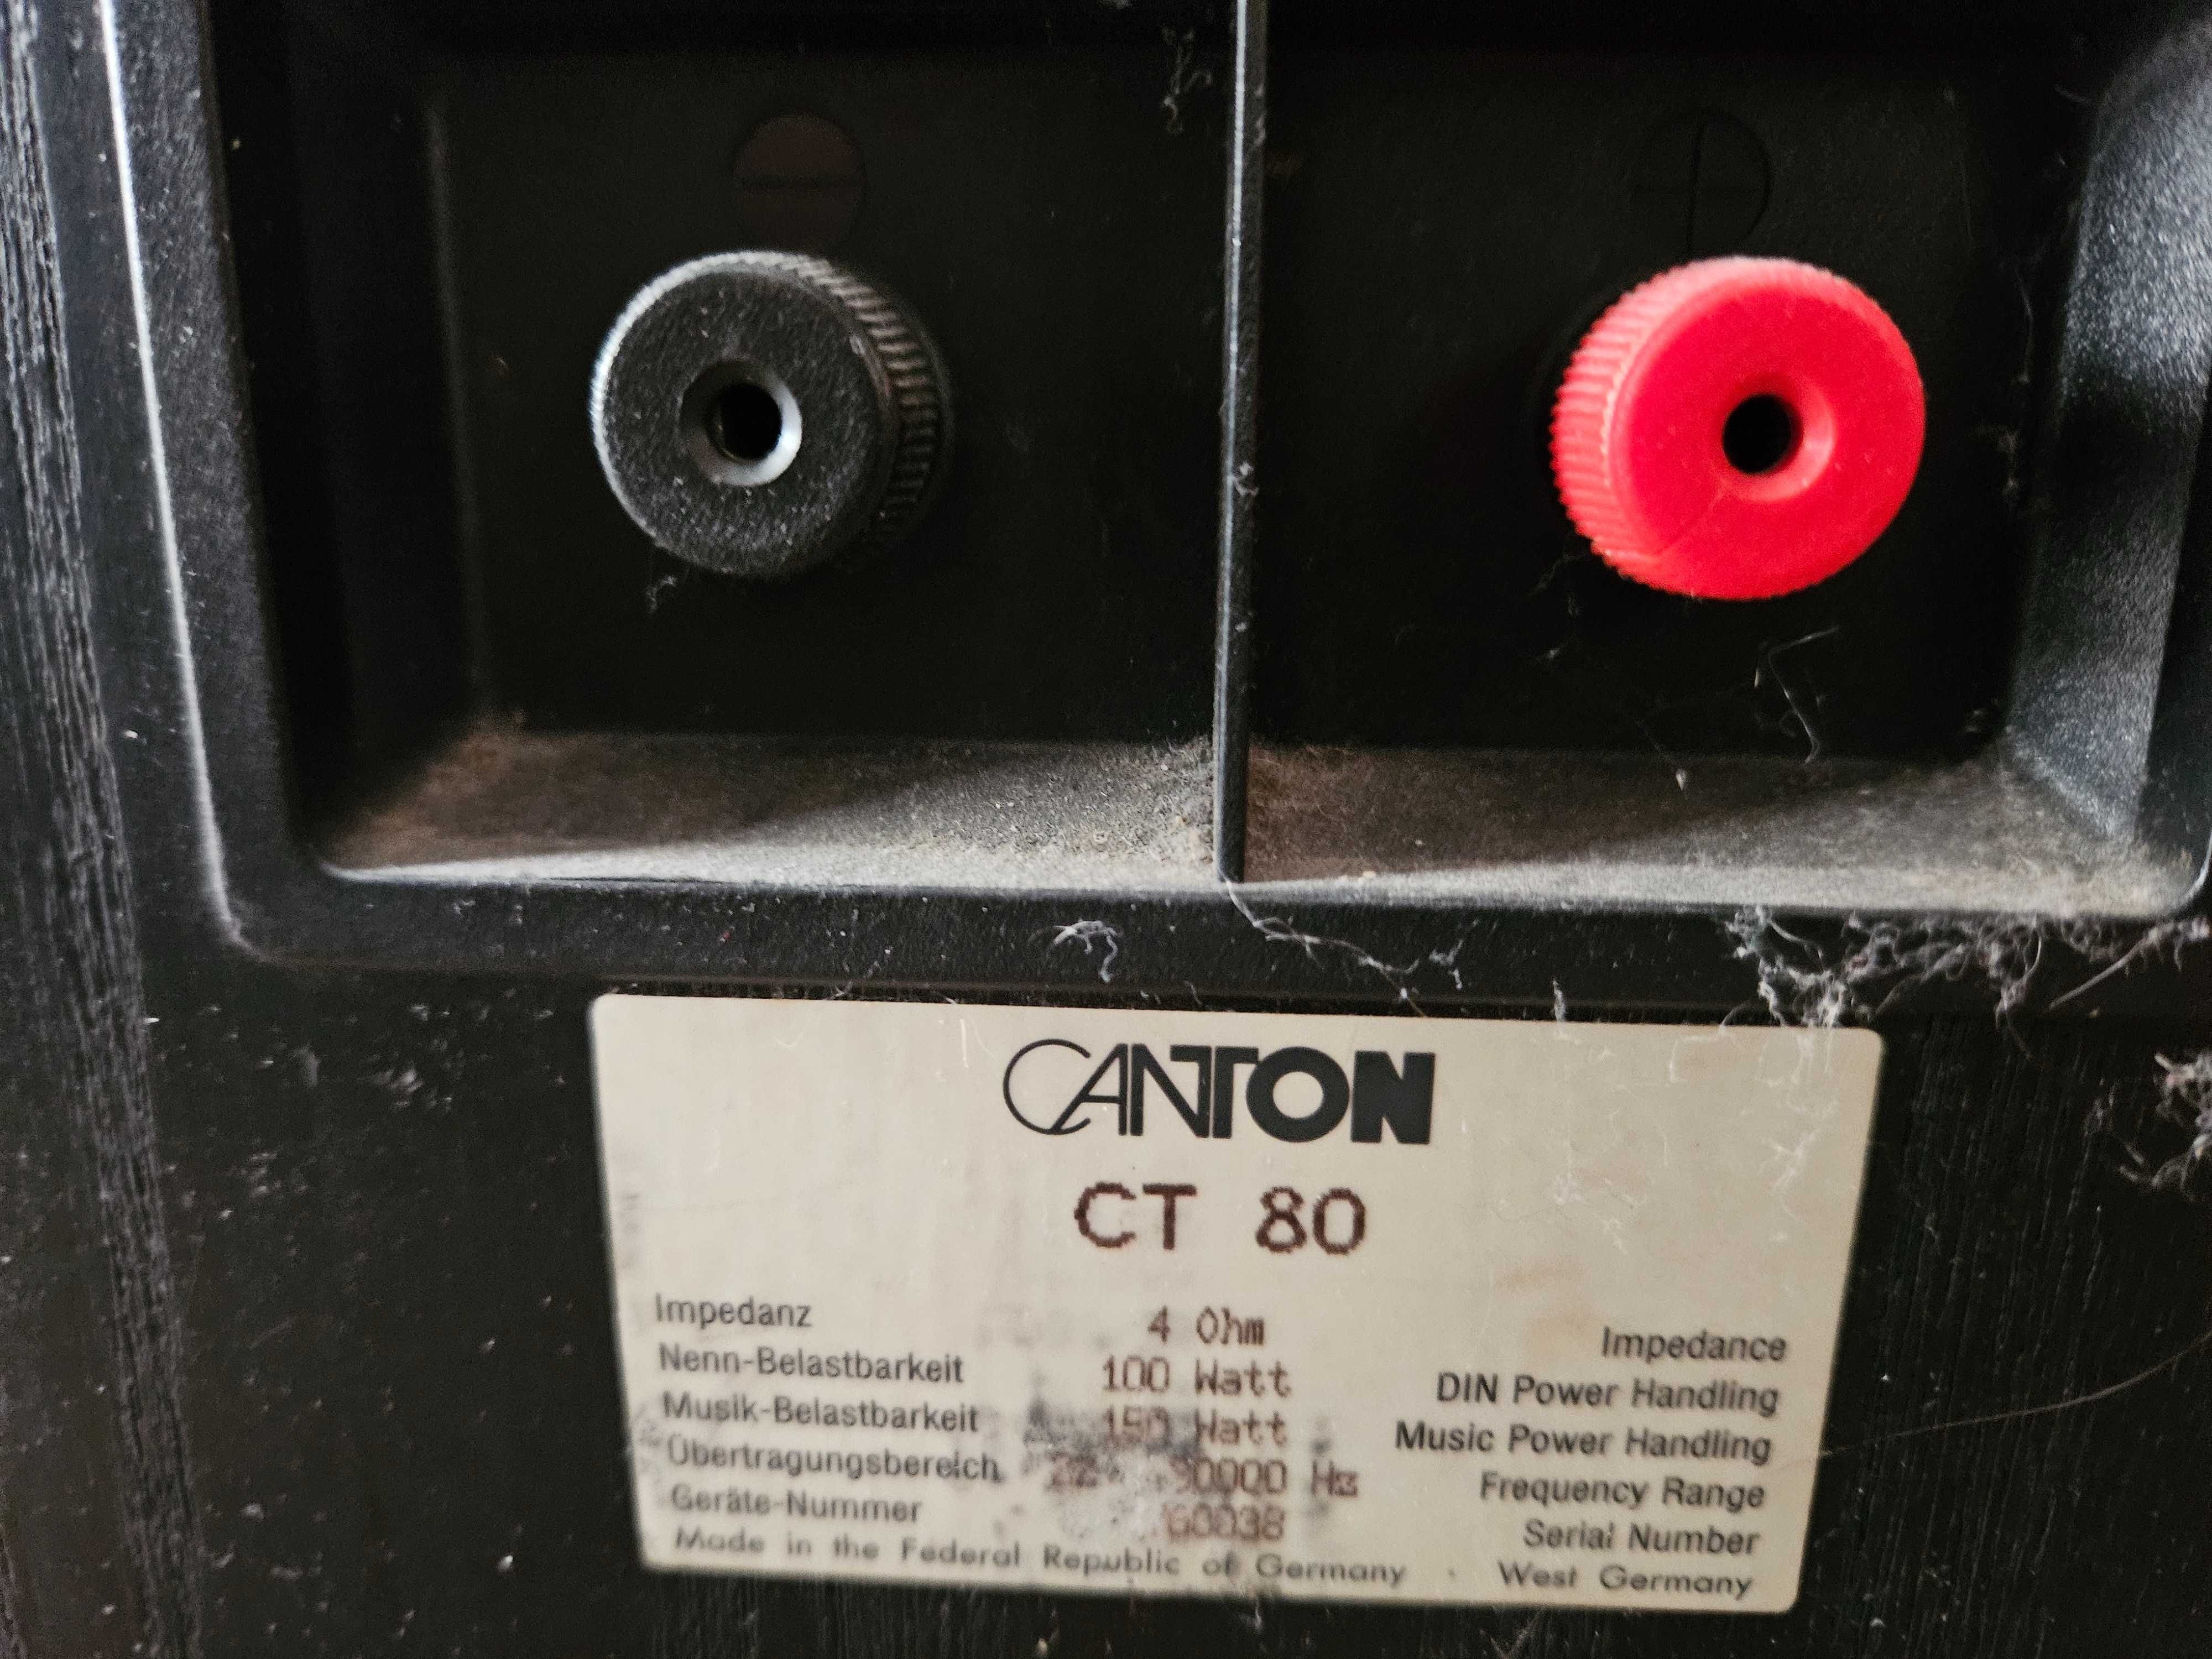 CANTON
CT 80
Impedanz 4 Ohm Impedance
Nenn-Belastbarkeit 100 Watt DIN Power Handling
Musik-Belastbarkeit 150 Watt Music Power Handling
Übertragungsbereich Hz Frequency Range
Geräte-Nummer Serial Number
Made in the Federal Republic of Germany · West Germany